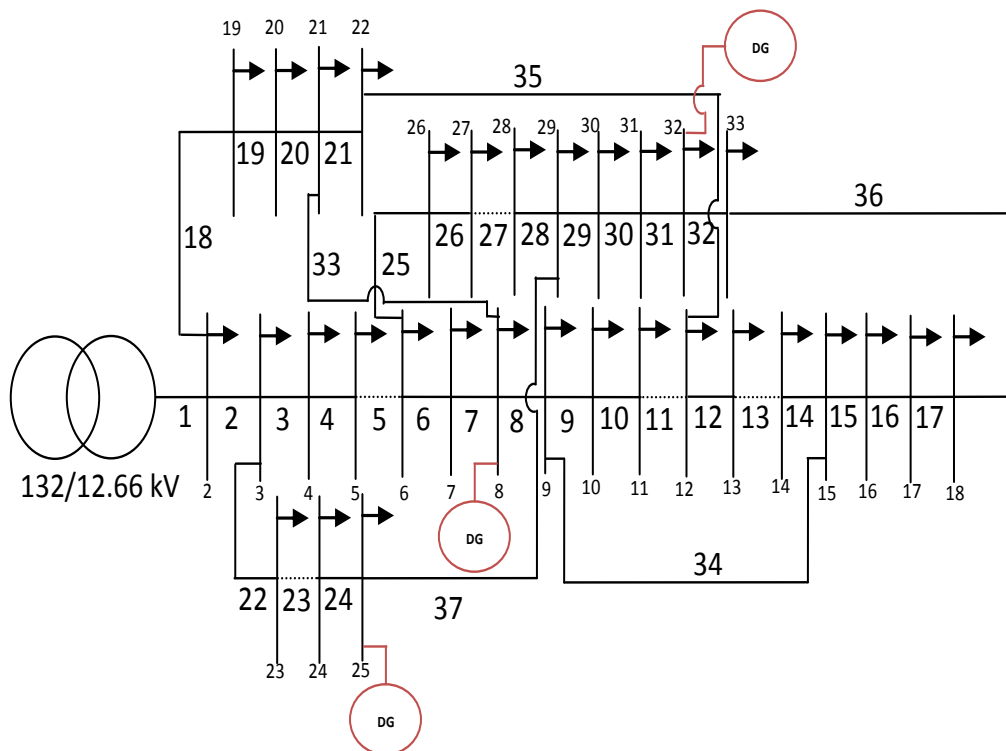 19 20 21 22
DG
35
26 27 28 29 30 31 32 33
19 20 21
36
18 33 25 26 27 28 29 30 31 32
1 2 3 4 5 6 7 8 9 10 11 12 13 14 15 16 17
132/12.66 kV
2 3 4 5 6 7 8 9 10 11 12 13 14 15 16 17 18
DG
34
22 23 24 37
23 24 25
DG